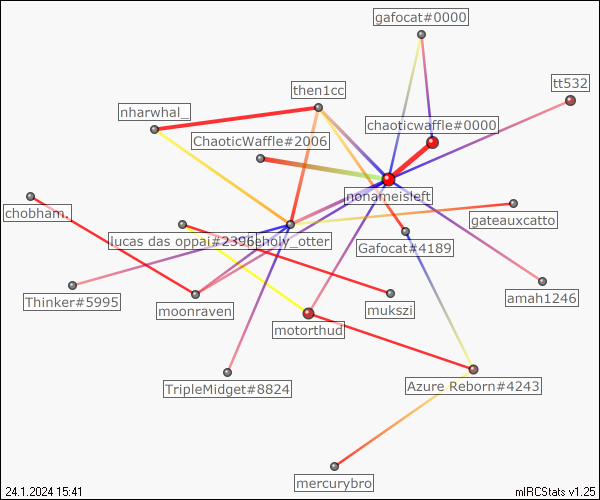 gafocat#0000
tt532
then1cc
nharwhal_
chaoticwaffle#0000
ChaoticWaffle#2006
nonameisleft
chobham.
gateauxcatto
lucas das oppai#2396
eholy_otter
Gafocat#4189
Thinker#5995
moonraven
mukszi
amah1246
motorthud
TripleMidget#8824
Azure Reborn#4243
mercurybro
24.1.2024 15:41
mIRCStats v1.25